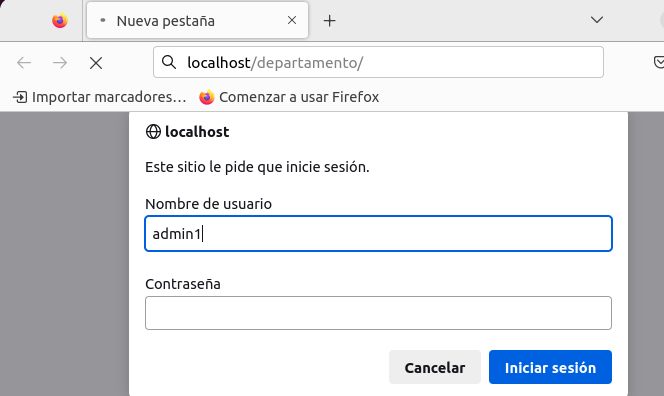 Nueva pestaña
localhost/departamento/
Importar marcadores... Comenzar a usar Firefox
localhost
Este sitio le pide que inicie sesión.
Nombre de usuario
admin1
Contraseña
Cancelar Iniciar sesión